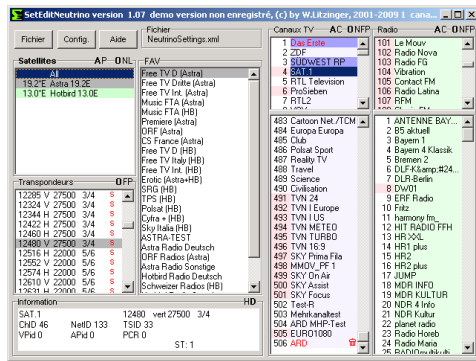 SetEditNeutrino version 1.07 demo version non enregistré, (c) by W.Litzinger, 2001-2009 1 cana...
Fichier
Config.
Aide
Fichier
NeutrinoSettings.xml
Satellites AP ONL
All
19.2°E Astra 19.2E
13.0°E Hotbird 13.0E
Transpondeurs OFP
12285 V 27500 3/4 S
12324 V 27500 3/4 S
12344 H 27500 3/4 S
12422 H 27500 3/4 S
12460 H 27500 3/4 S
12480 V 27500 3/4 S
12516 H 22000 5/6 S
12552 V 22000 5/6 S
12574 H 22000 5/6 S
12610 V 22000 5/6 S
12631 H 22000 5/6 S
FAV
Free TV D (Astra)
Free TV Dritte (Astra)
Free TV Int. (Astra)
Music FTA (Astra)
Music FTA (HB)
Premiere (Astra)
ORF (Astra)
CS France (Astra)
Free TV D (HB)
Free TV Italy (HB)
Free TV Int. (HB)
Erotic (Astra+HB)
SRG (HB)
TPS (HB)
Polsat (HB)
Cyfra + (HB)
Sky Italia (HB)
ASTRA-TEST
Astra Radio Deutsch
ORF Radios (Astra)
Astra Radio Sonstige
Hotbird Radio Deutsch
Schweizer Radios (HB)
Information HD
SAT.1 12480 vert 27500 3/4
ChID 46 NetID 133 TSID 33
VPid 0 APid 0 PCR 0
ST: 1
Canaux TV AC ONFP
1 Das Erste
2 ZDF
3 SÜDWEST RP
4 SAT.1
5 RTL Television
6 ProSieben
7 RTL2
483 Cartoon Net./TCM
484 Europa Europa
485 Club
486 Polsat Sport
487 Reality TV
488 Travel
489 Science
490 Civilisation
491 TVN 24
492 TVN I Europe
493 TVN I US
494 TVN METEO
495 TVN TURBO
496 TVN 16:9
497 SKY Prima Fila
498 MMOV_PF 1
499 SKY On Air
500 SKY Assist
501 SKY Focus
502 Test-R
503 Mehrkanaltest
504 ARD MHP-Test
505 EURO1080
506 ARD
Radio AC ONFP
101 Le Mouv
102 Radio Nova
103 Radio FG
104 Vibration
105 Contact FM
106 Radio Latina
107 RFM
1 ANTENNE BAY...
2 B5 aktuell
3 Bayern 1
4 Bayern 4 Klassik
5 Bremen 2
6 DLF-K&amp;#24...
7 DLR-Berlin
8 DW01
9 ERF Radio
10 Fritz
11 harmony fm_
12 HIT RADIO FFH
13 HR XXL
14 HR1 plus
15 HR2
16 HR2 plus
17 JUMP
18 MDR INFO
19 MDR KULTUR
20 NDR 4 Info
21 NDR Kultur
22 planet radio
23 Radio Horeb
24 Radio Maria
25 RADIOmultikulti